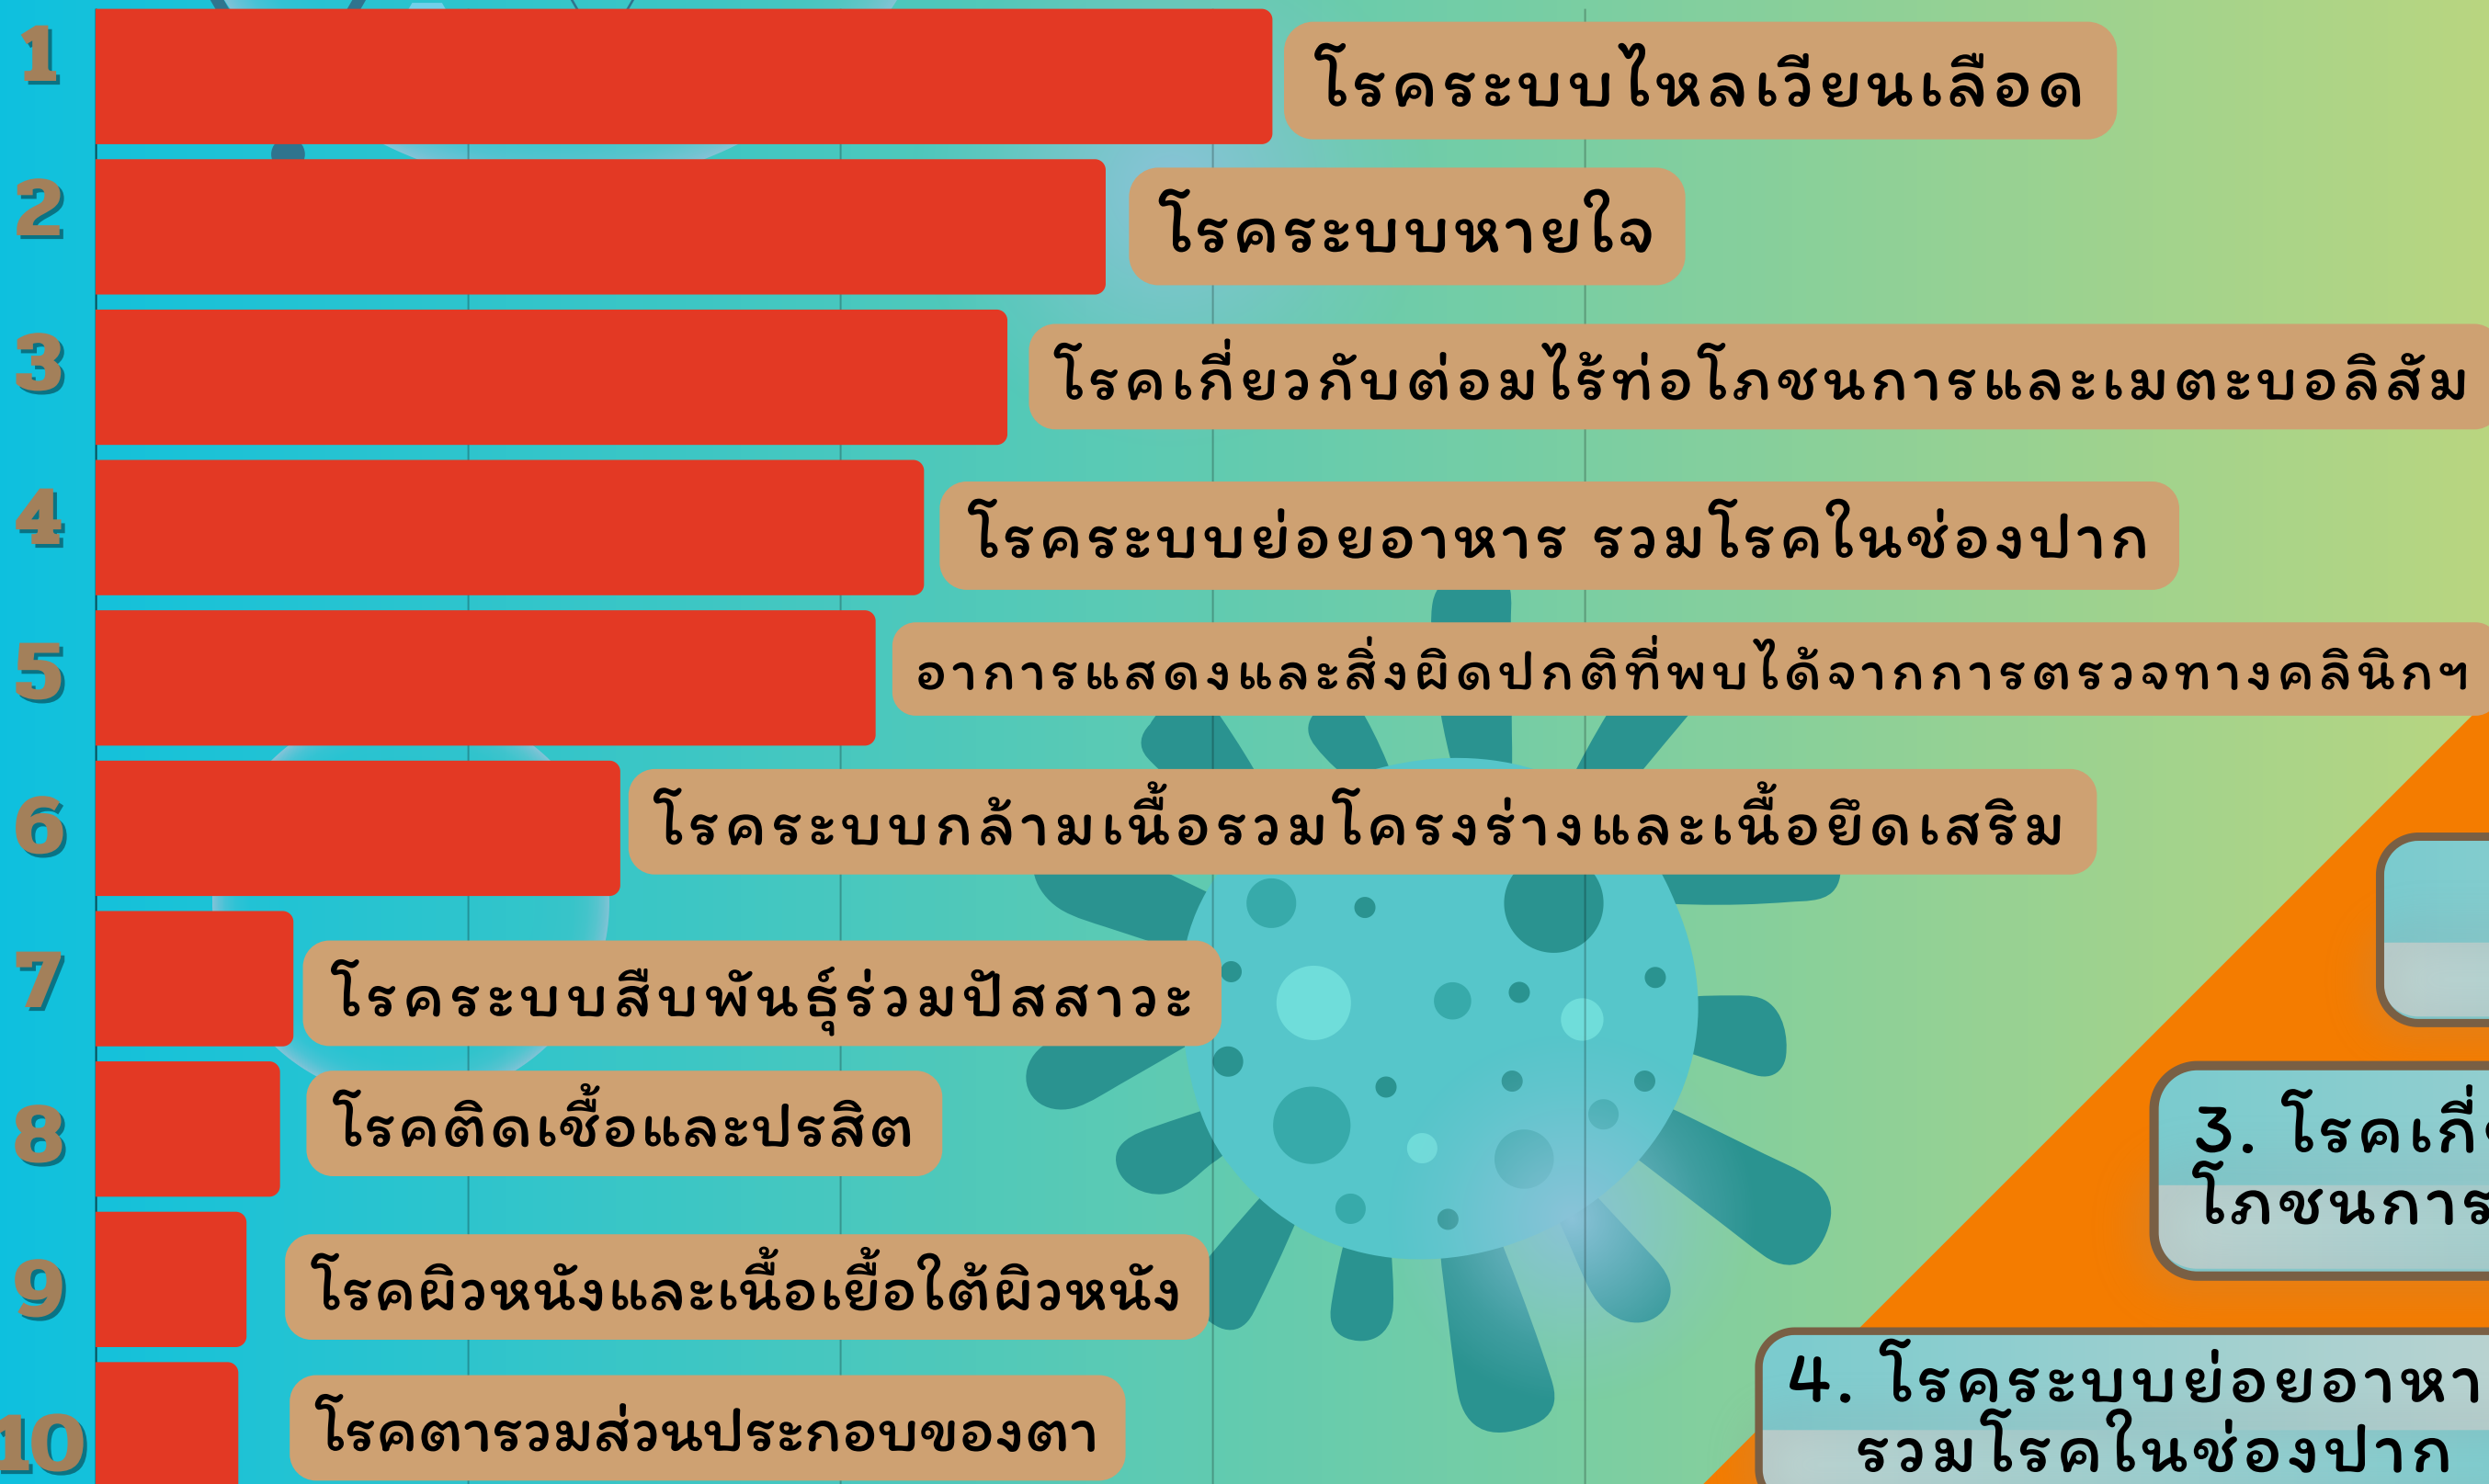 1 โรคระบบไหลเวียนเลือด
2 โรคระบบหายใจ
3 โรคเกี่ยวกับต่อมไร้ท่อโภชนการและเมตะบอลิสัม
4 โรคระบบย่อยอาหาร รวมโรคในช่องปาก
5 อาการแสดงและสิ่งผิดปกติที่พบได้จากการตรวจทางคลินิกฯ
6 โรคระบบกล้ามเนื้อรวมโครงร่างและเนื้อยึดเสริม
7 โรคระบบสืบพันธุ์ร่วมปัสสาวะ
8 โรคติดเชื้อและปรสิต
9 โรคผิวหนังและเนื้อเยื่อใต้ผิวหนัง
10 โรคตารวมส่วนประกอบของตา
3. โรคเกี่
โภชนการ
4. โรคระบบย่อยอาหา
รวมโรคในช่องปาก